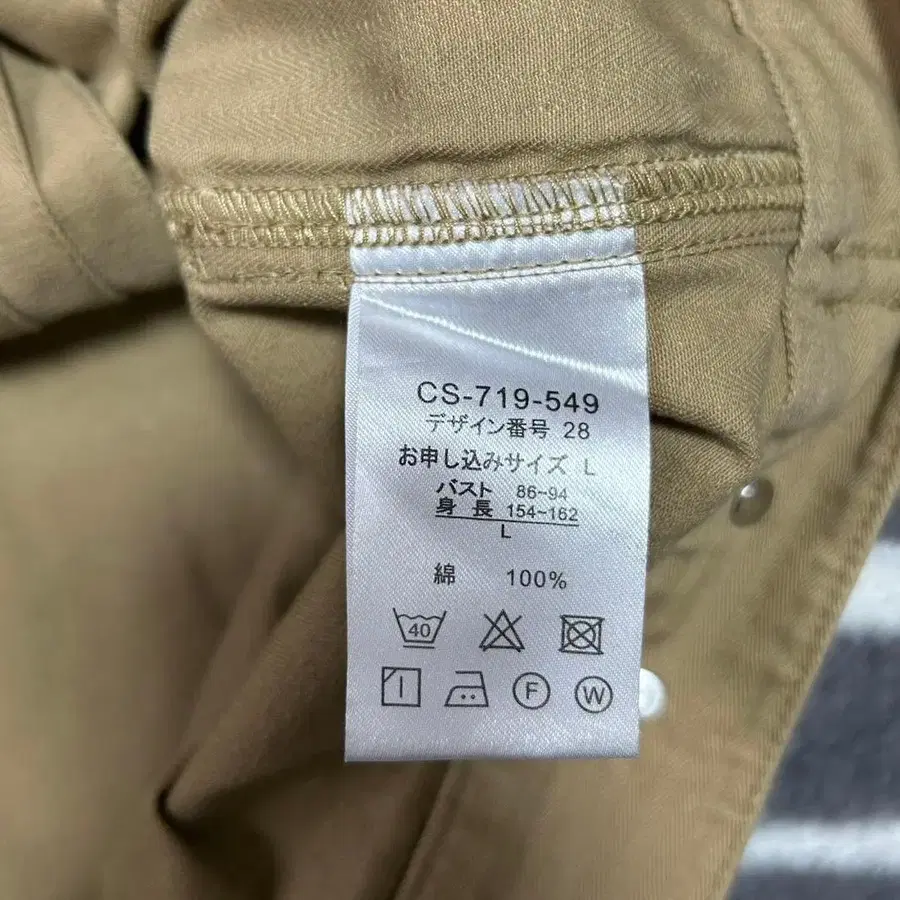 CS-719-549
デザイン番号 28
お申し込みサイズ L
バスト 86~94
身 長 154~162
L
綿 100%
40
F W